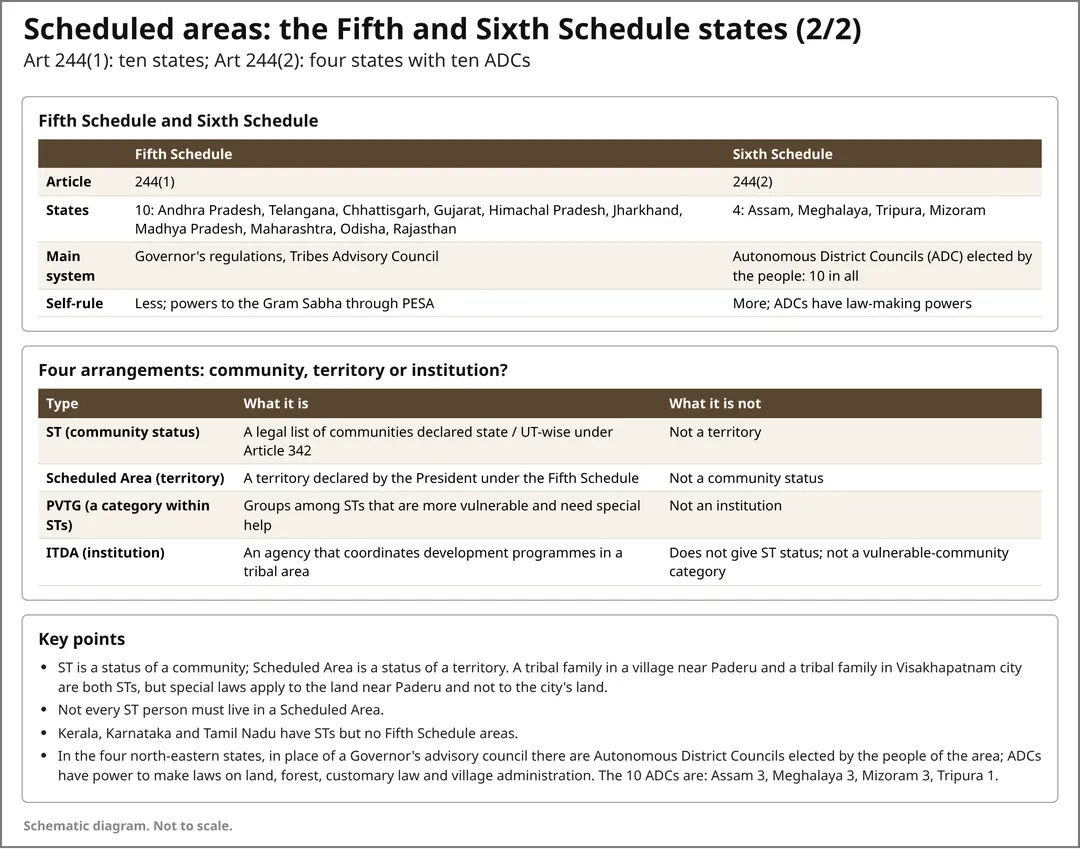 Scheduled areas: the Fifth and Sixth Schedule states (2/2)
Art 244(1): ten states; Art 244(2): four states with ten ADCs
Fifth Schedule and Sixth Schedule
Fifth Schedule Sixth Schedule
Article 244(1) 244(2)
States 10: Andhra Pradesh, Telangana, Chhattisgarh, Gujarat, Himachal Pradesh, Jharkhand, 4: Assam, Meghalaya, Tripura, Mizoram
Madhya Pradesh, Maharashtra, Odisha, Rajasthan
Main Governor's regulations, Tribes Advisory Council Autonomous District Councils (ADC) elected by
system the people: 10 in all
Self-rule Less; powers to the Gram Sabha through PESA More; ADCs have law-making powers
Four arrangements: community, territory or institution?
Type What it is What it is not
ST (community status) A legal list of communities declared state / UT-wise under Not a territory
Article 342
Scheduled Area (territory) A territory declared by the President under the Fifth Schedule Not a community status
PVTG (a category within Groups among STs that are more vulnerable and need special Not an institution
STs) help
ITDA (institution) An agency that coordinates development programmes in a Does not give ST status; not a vulnerable-community
tribal area category
Key points
• ST is a status of a community; Scheduled Area is a status of a territory. A tribal family in a village near Paderu and a tribal family in Visakhapatnam city
are both STs, but special laws apply to the land near Paderu and not to the city's land.
• Not every ST person must live in a Scheduled Area.
• Kerala, Karnataka and Tamil Nadu have STs but no Fifth Schedule areas.
• In the four north-eastern states, in place of a Governor's advisory council there are Autonomous District Councils elected by the people of the area; ADCs
have power to make laws on land, forest, customary law and village administration. The 10 ADCs are: Assam 3, Meghalaya 3, Mizoram 3, Tripura 1.
Schematic diagram. Not to scale.